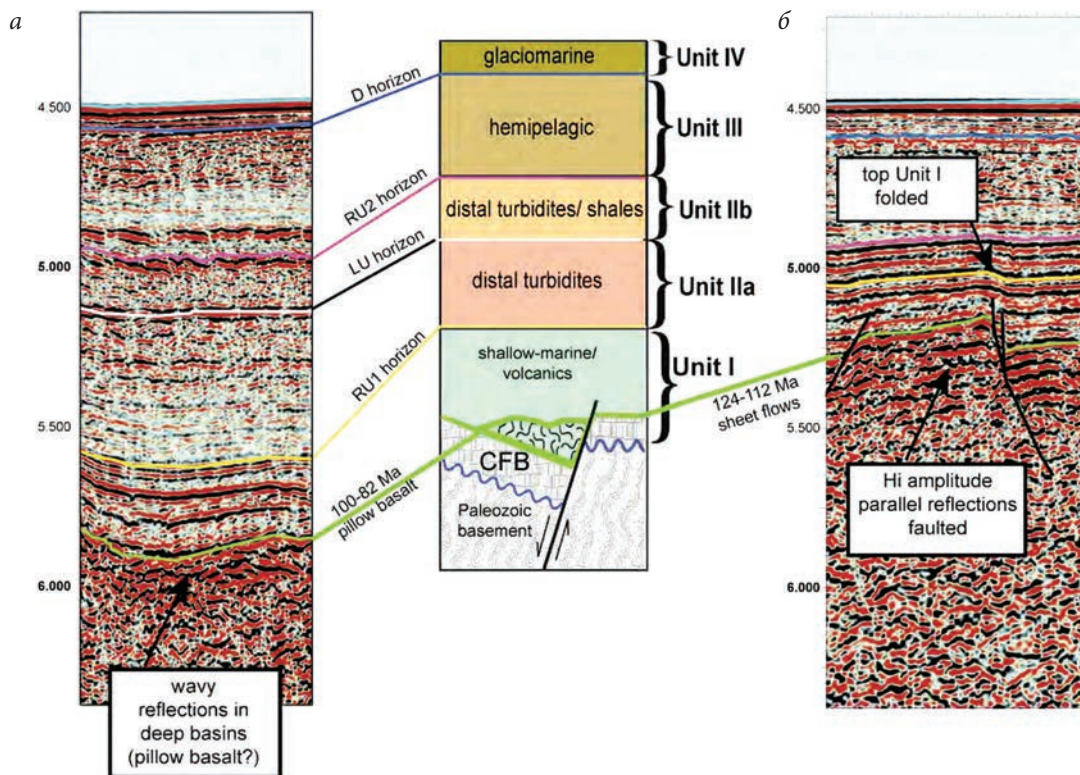 а
4.500
5.000
5.500
6.000
wavy
reflections in
deep basins
(pillow basalt?)
D horizon
RU2 horizon
LU horizon
RU1 horizon
100-82 Ma
pillow basalt
glaciomarine
hemipelagic
distal turbidites/ shales
distal turbidites
shallow-marine/
volcanics
CFB
Paleozoic
basement
Unit IV
Unit III
Unit IIb
Unit IIa
Unit I
124-112 Ma
sheet flows
б
4.500
5.000
5.500
6.000
top Unit I
folded
Hi amplitude
parallel reflections
faulted